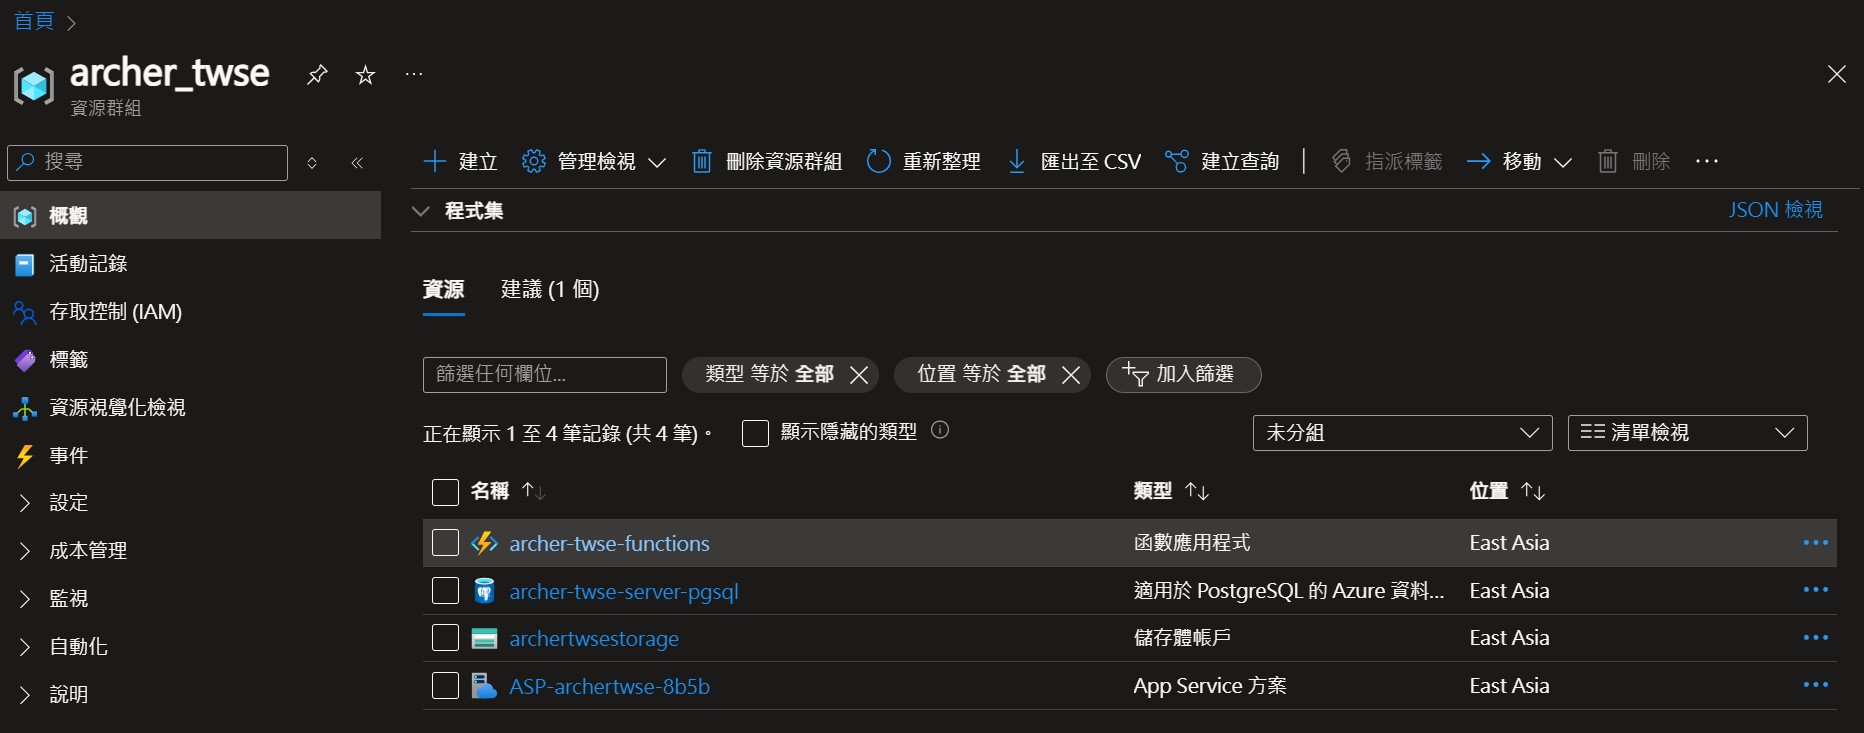 首頁
archer_twse
資源群組
搜尋
建立 管理檢視 刪除資源群組 重新整理 匯出至 CSV 建立查詢 指派標籤 移動 刪除
概觀
活動記錄
存取控制 (IAM)
標籤
資源視覺化檢視
事件
設定
成本管理
監視
自動化
說明
程式集 JSON 檢視
資源 建議 (1 個)
篩選任何欄位... 類型 等於 全部 位置 等於 全部 加入篩選
正在顯示 1 至 4 筆記錄 (共 4 筆)。 顯示隱藏的類型 未分組 清單檢視
名稱 類型 位置
archer-twse-functions 函數應用程式 East Asia
archer-twse-server-pgsql 適用於 PostgreSQL 的 Azure 資料... East Asia
archertwsestorage 儲存體帳戶 East Asia
ASP-archertwse-8b5b App Service 方案 East Asia